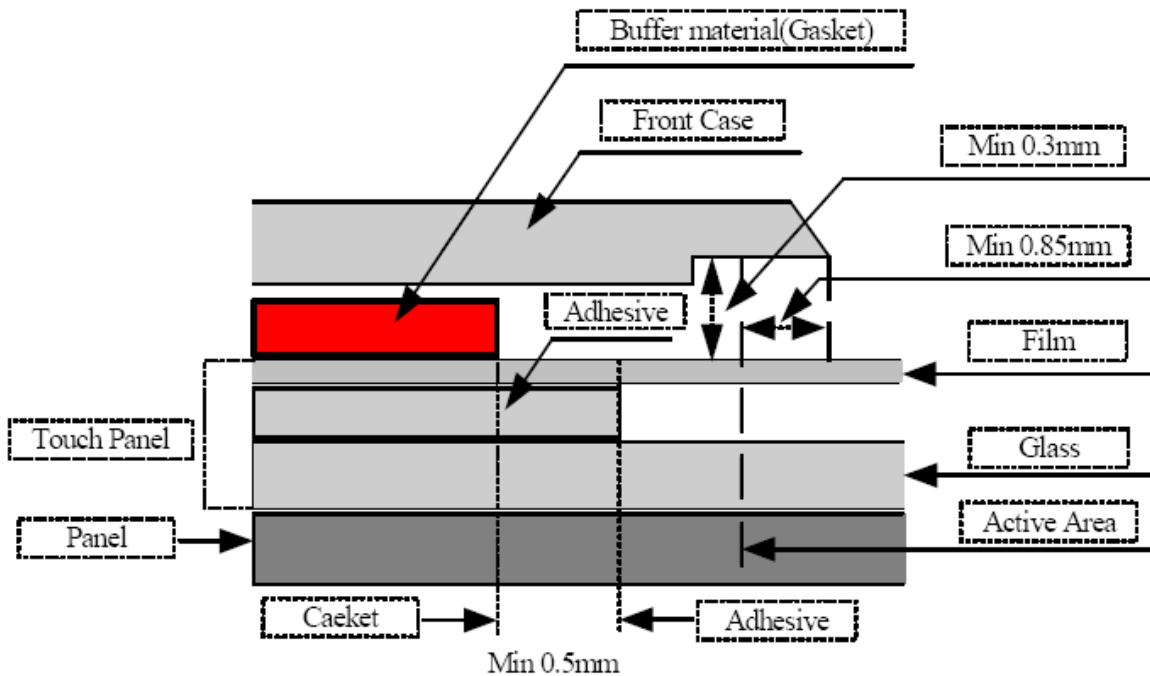 Buffer material(Gasket)
Front Case
Min 0.3mm
Min 0.85mm
Adhesive
Film
Touch Panel
Glass
Active Area
Panel
Caeket
Adhesive
Min 0.5mm